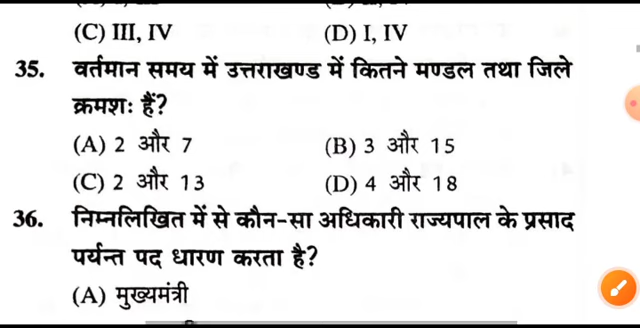 (C) III, IV (D) I, IV
35. वर्तमान समय में उत्तराखण्ड में कितने मण्डल तथा जिले
क्रमशः हैं?
(A) 2 और 7 (B) 3 और 15
(C) 2 और 13 (D) 4 और 18
36. निम्नलिखित में से कौन-सा अधिकारी राज्यपाल के प्रसाद
पर्यन्त पद धारण करता है?
(A) मुख्यमंत्री